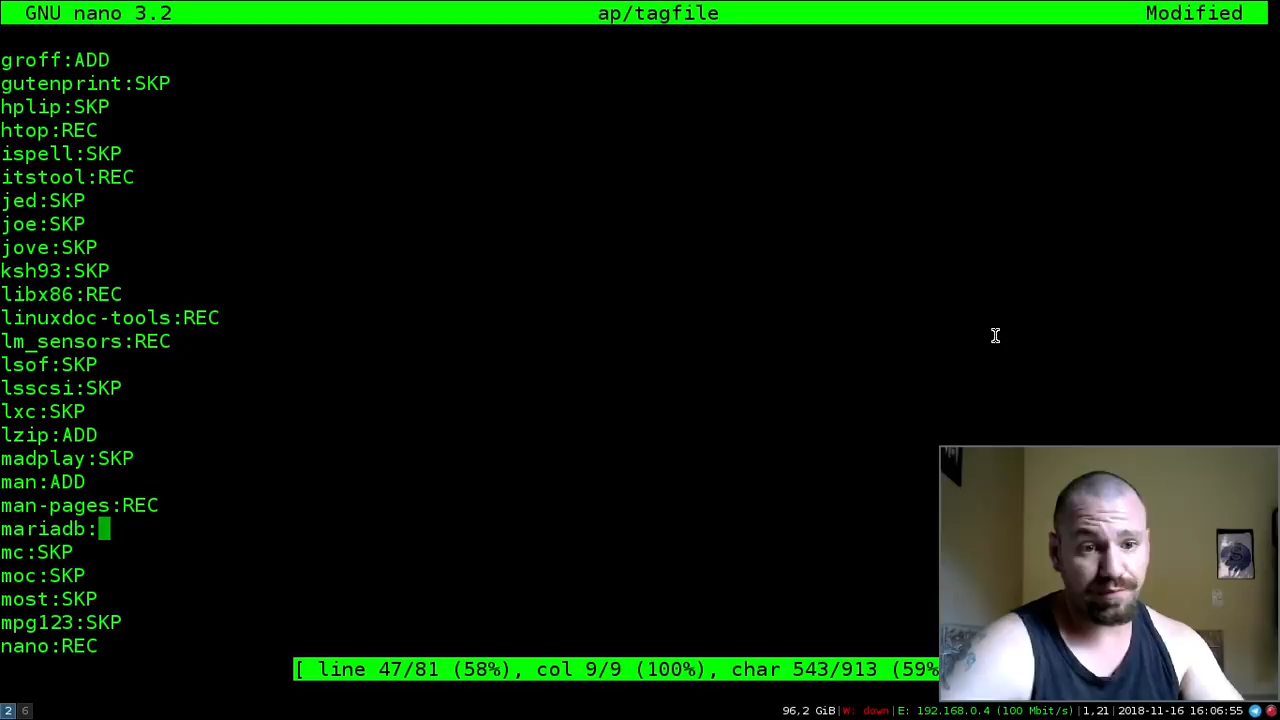 GNU nano 3.2 ap/tagfile Modified
groff:ADD
gutenprint:SKP
hplip:SKP
htop:REC
ispell:SKP
itstool:REC
jed:SKP
joe:SKP
jove:SKP
ksh93:SKP
libx86:REC
linuxdoc-tools:REC
lm_sensors:REC
lsof:SKP
lsscsi:SKP
lxc:SKP
lzip:ADD
madplay:SKP
man:ADD
man-pages:REC
mariadb:
mc:SKP
moc:SKP
most:SKP
mpg123:SKP
nano:REC
[ line 47/81 (58%), col 9/9 (100%), char 543/913 (59%
2 6 96,2 GiB|W: down|E: 192.168.0.4 (100 Mbit/s)|1,21|2018-11-16 16:06:55